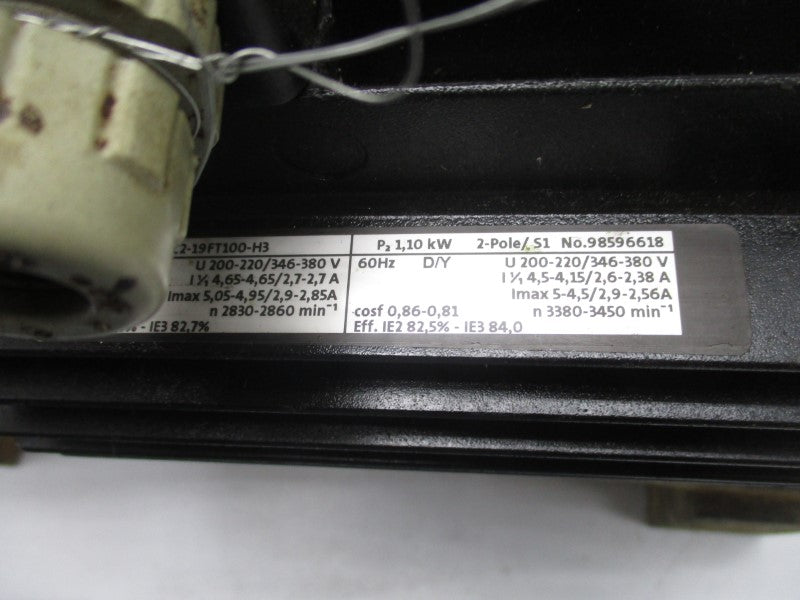 2-19FT100-H3 P₂ 1,10 kW 2-Pole/ S1 No.98596618
U 200-220/346-380 V 60Hz D/Y U 200-220/346-380 V
I ¹⁄₁ 4,65-4,65/2,7-2,7 A I ¹⁄₁ 4,5-4,15/2,6-2,38 A
Imax 5,05-4,95/2,9-2,85A Imax 5-4,5/2,9-2,56A
n 2830-2860 min⁻¹ cosf 0,86-0,81 n 3380-3450 min⁻¹
% - IE3 82,7% Eff. IE2 82,5% - IE3 84,0